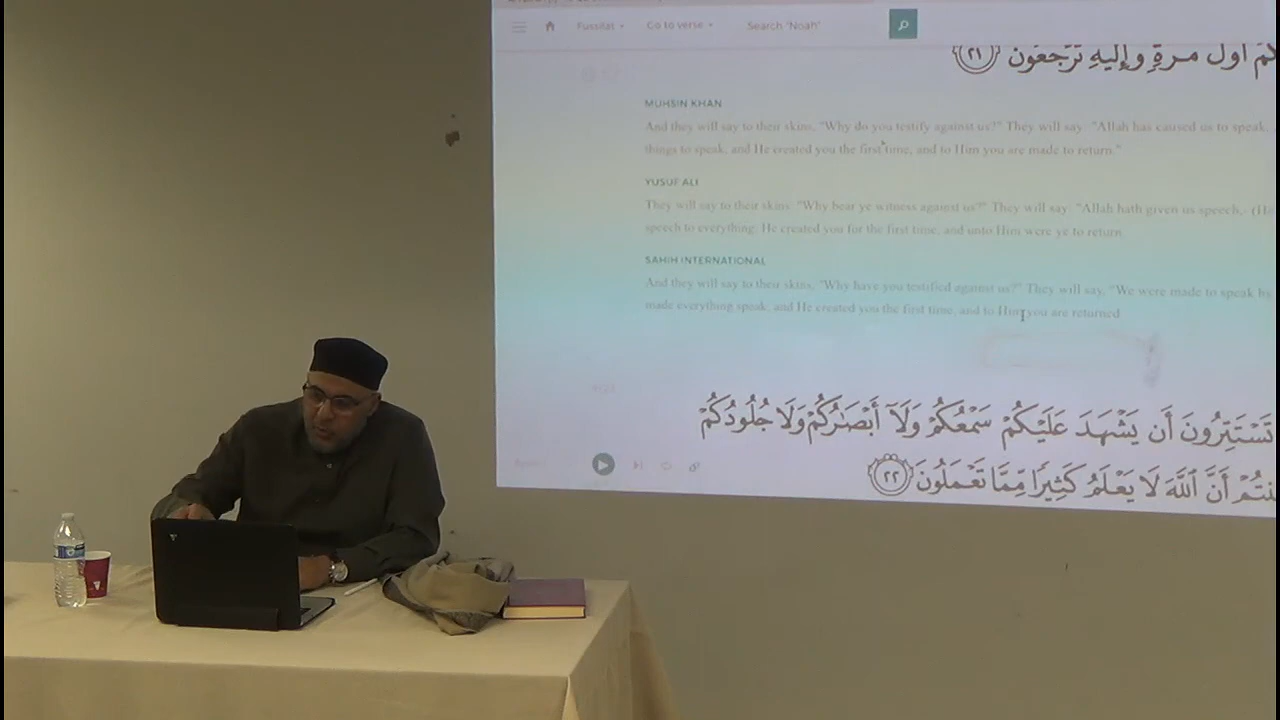 Fussilat Go to verse Search "Noah"
كُمْ أَوَّلَ مَرَّةٍ وَإِلَيْهِ تُرْجَعُونَ ٢١
MUHSIN KHAN
And they will say to their skins, "Why do you testify against us?" They will say: "Allah has caused us to speak,
things to speak, and He created you the first time, and to Him you are made to return."
YUSUF ALI
They will say to their skins: "Why bear ye witness against us?" They will say: "Allah hath given us speech,- (He
speech to everything: He created you for the first time, and unto Him were ye to return.
SAHIH INTERNATIONAL
And they will say to their skins, "Why have you testified against us?" They will say, "We were made to speak by
made everything speak; and He created you the first time, and to Him you are returned.
تَسْتَتِرُونَ أَن يَشْهَدَ عَلَيْكُمْ سَمْعُكُمْ وَلَآ أَبْصَٰرُكُمْ وَلَا جُلُودُكُمْ
نتُمْ أَنَّ ٱللَّهَ لَا يَعْلَمُ كَثِيرًا مِّمَّا تَعْمَلُونَ ٢٢